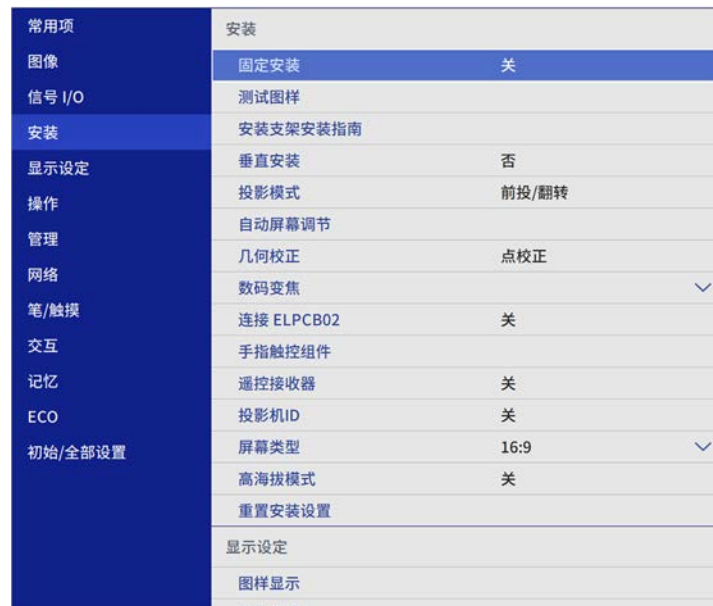 常用项
图像
信号 I/O
安装
显示设定
操作
管理
网络
笔/触摸
交互
记忆
ECO
初始/全部设置
安装
固定安装 关
测试图样
安装支架安装指南
垂直安装 否
投影模式 前投/翻转
自动屏幕调节
几何校正 点校正
数码变焦
连接 ELPCB02 关
手指触控组件
遥控接收器 关
投影机ID 关
屏幕类型 16:9
高海拔模式 关
重置安装设置
显示设定
图样显示